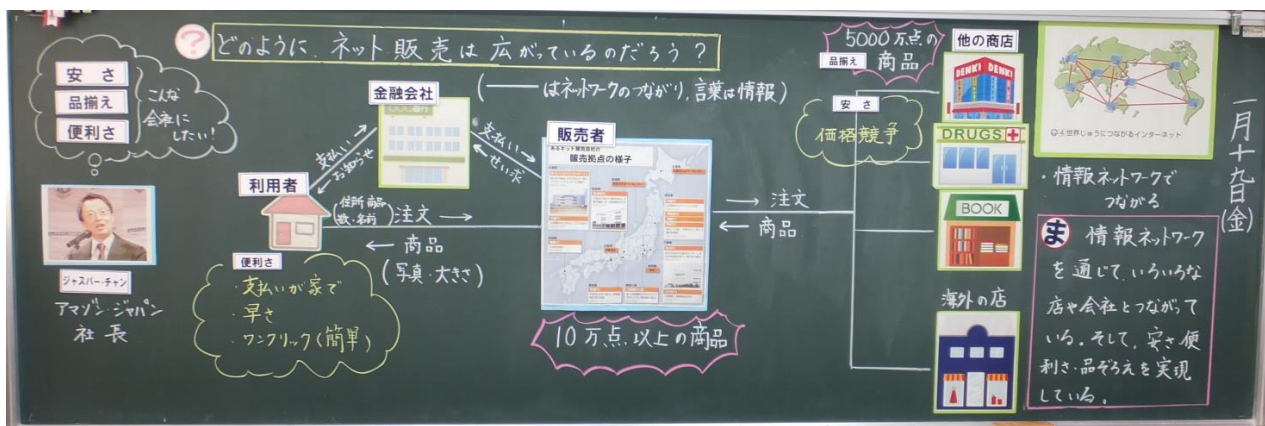 ? どのように、ネット販売は広がっているのだろう？
一月十九日(金)
安さ
品揃え
便利さ
こんな
会社に
したい!
ジャスパー・チャン
アマゾン・ジャパン
社長
金融会社
(——はネットワークのつながり,言葉は情報)
支払い
お知らせ
支払い
せい求
利用者
住所 商品
数・名前
注文
商品
(写真・大きさ)
便利さ
・支払いが家で
・早さ
・ワンクリック(簡単)
販売者
あるネット販売会社の
販売拠点の様子
10万点以上の商品
注文
商品
5000万点の
品揃え
商品
安さ
価格競争
他の商店
DENKI DENKI
DRUGS
BOOK
海外の店
世界じゅうにつながるインターネット
・情報ネットワークで
つながる
ま 情報ネットワーク
を通じて、いろいろな
店や会社とつながって
いる。そして、安さ・便
利さ・品ぞろえを実現
している。